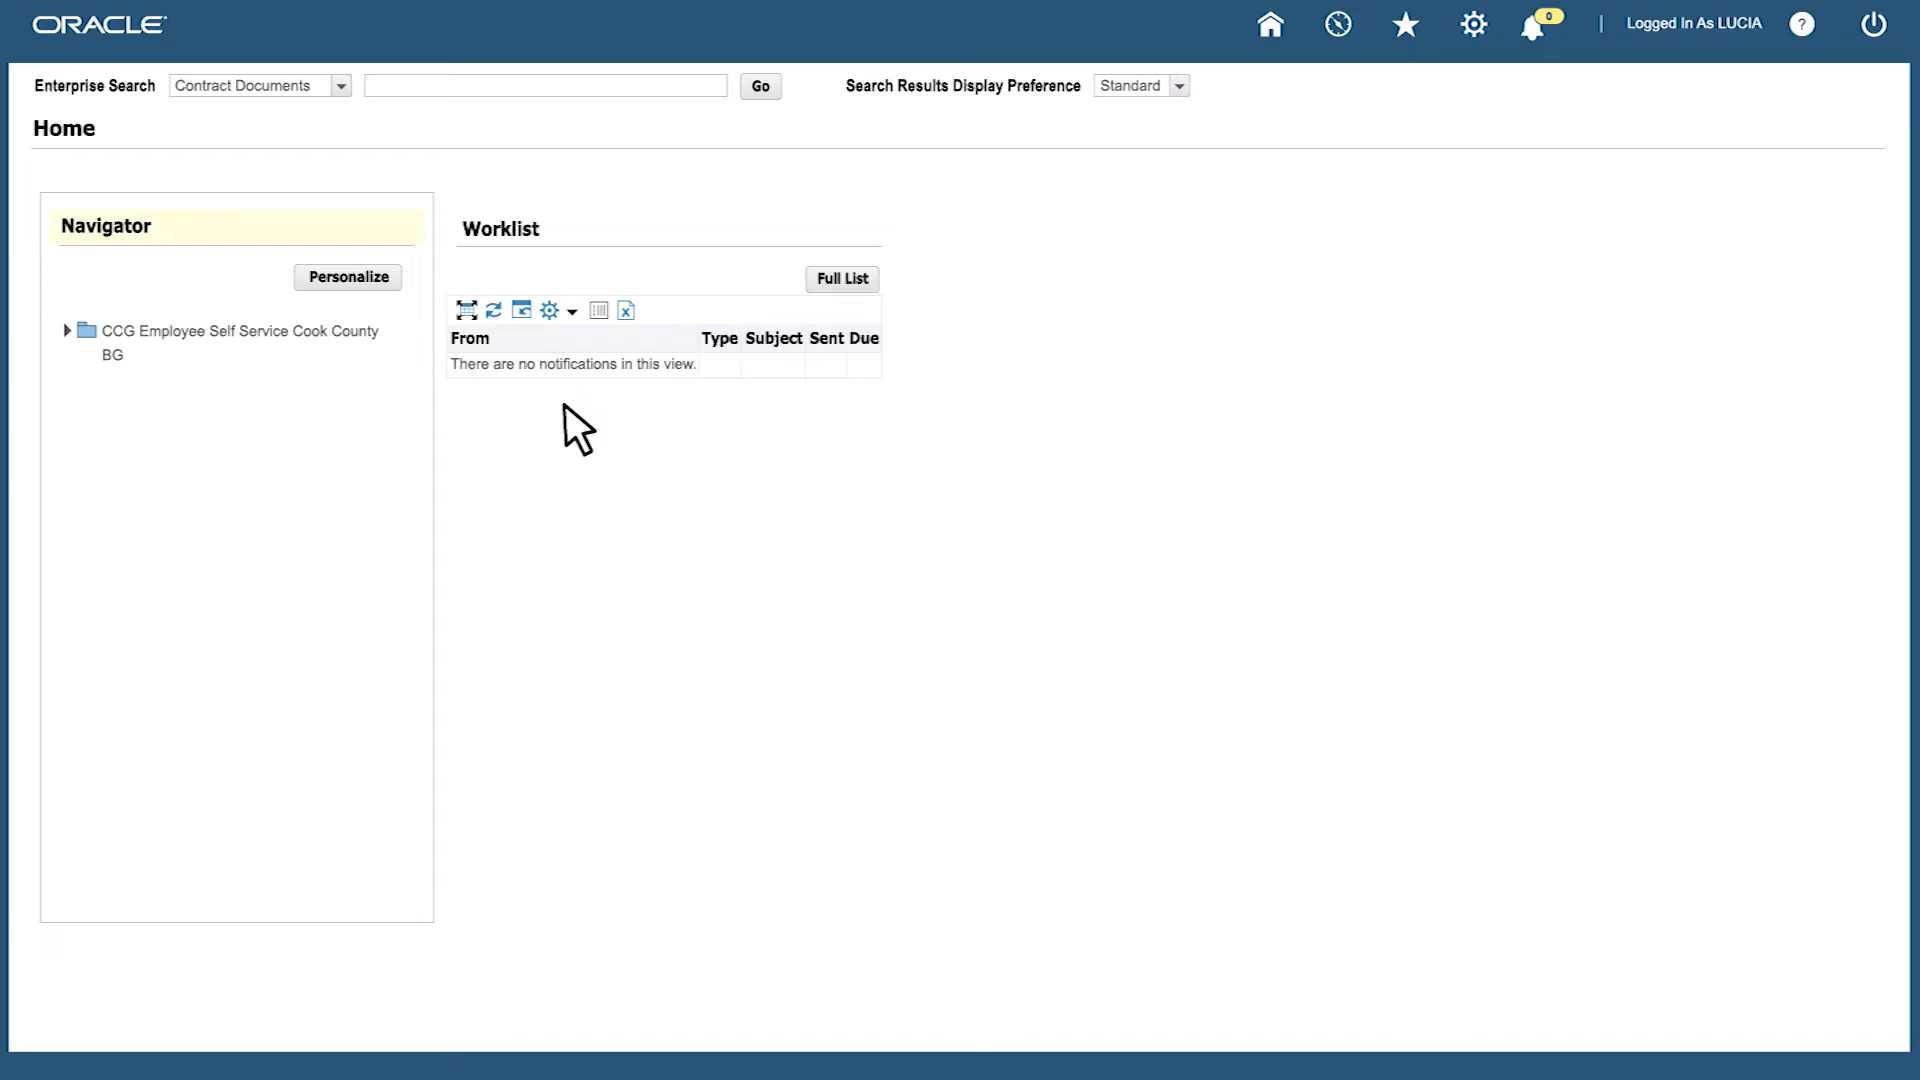 ORACLE
0
Logged In As LUCIA
?
Enterprise Search
Contract Documents
Go
Search Results Display Preference
Standard
Home
Navigator
Personalize
CCG Employee Self Service Cook County
BG
Worklist
Full List
From Type Subject Sent Due
There are no notifications in this view.